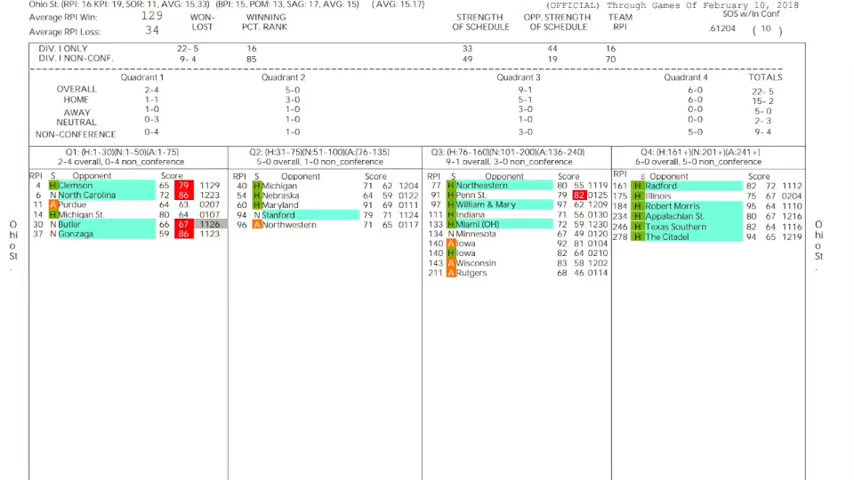 Ohio St. (RPI: 16 KPI: 19, SOR: 11, AVG: 15.33) (BPI: 15, POM: 13, SAG: 17, AVG: 15) (AVG: 15.17) (OFFICIAL) Through Games Of February 10, 2018
Average RPI Win: 129 WON-LOST WINNING PCT. RANK STRENGTH OF SCHEDULE OPP. STRENGTH OF SCHEDULE TEAM RPI SOS w/in Conf
Average RPI Loss: 34 .61204 ( 10 )
DIV. I ONLY 22- 5 16 33 44 16
DIV. I NON-CONF. 9- 4 85 49 19 70
Quadrant 1 Quadrant 2 Quadrant 3 Quadrant 4 TOTALS
OVERALL 2-4 5-0 9-1 6-0 22- 5
HOME 1-1 3-0 5-1 6-0 15- 2
AWAY 1-0 1-0 3-0 0-0 5- 0
NEUTRAL 0-3 1-0 1-0 0-0 2- 3
NON-CONFERENCE 0-4 1-0 3-0 5-0 9- 4
Q1: (H:1-30)(N:1-50)(A:1-75) Q2: (H:31-75)(N:51-100)(A:(76-135) Q3: (H:76-160)(N:101-200)(A:136-240) Q4: (H:161+)(N:201+)(A:241+)
2-4 overall, 0-4 non_conference 5-0 overall, 1-0 non_conference 9-1 overall, 3-0 non_conference 6-0 overall, 5-0 non_conference
RPI S Opponent Score
4 H Clemson 65 79 1129
6 N North Carolina 72 86 1223
11 A Purdue 64 63 0207
14 H Michigan St. 80 64 0107
30 N Butler 66 67 1126
37 N Gonzaga 59 86 1123
RPI S Opponent Score
40 H Michigan 71 62 1204
54 H Nebraska 64 59 0122
60 H Maryland 91 69 0111
94 N Stanford 79 71 1124
96 A Northwestern 71 65 0117
RPI S Opponent Score
77 H Northeastern 80 55 1119
91 H Penn St. 79 82 0125
97 H William & Mary 97 62 1209
111 H Indiana 71 56 0130
133 H Miami (OH) 72 59 1230
134 N Minnesota 67 49 0120
140 A Iowa 92 81 0104
140 H Iowa 82 64 0210
143 A Wisconsin 83 58 1202
211 A Rutgers 68 46 0114
RPI S Opponent Score
161 H Radford 82 72 1112
175 H Illinois 75 67 0204
184 H Robert Morris 95 64 1110
234 H Appalachian St. 80 67 1216
246 H Texas Southern 82 64 1116
278 H The Citadel 94 65 1219
O
hi
o
St
.
O
hi
o
St
.